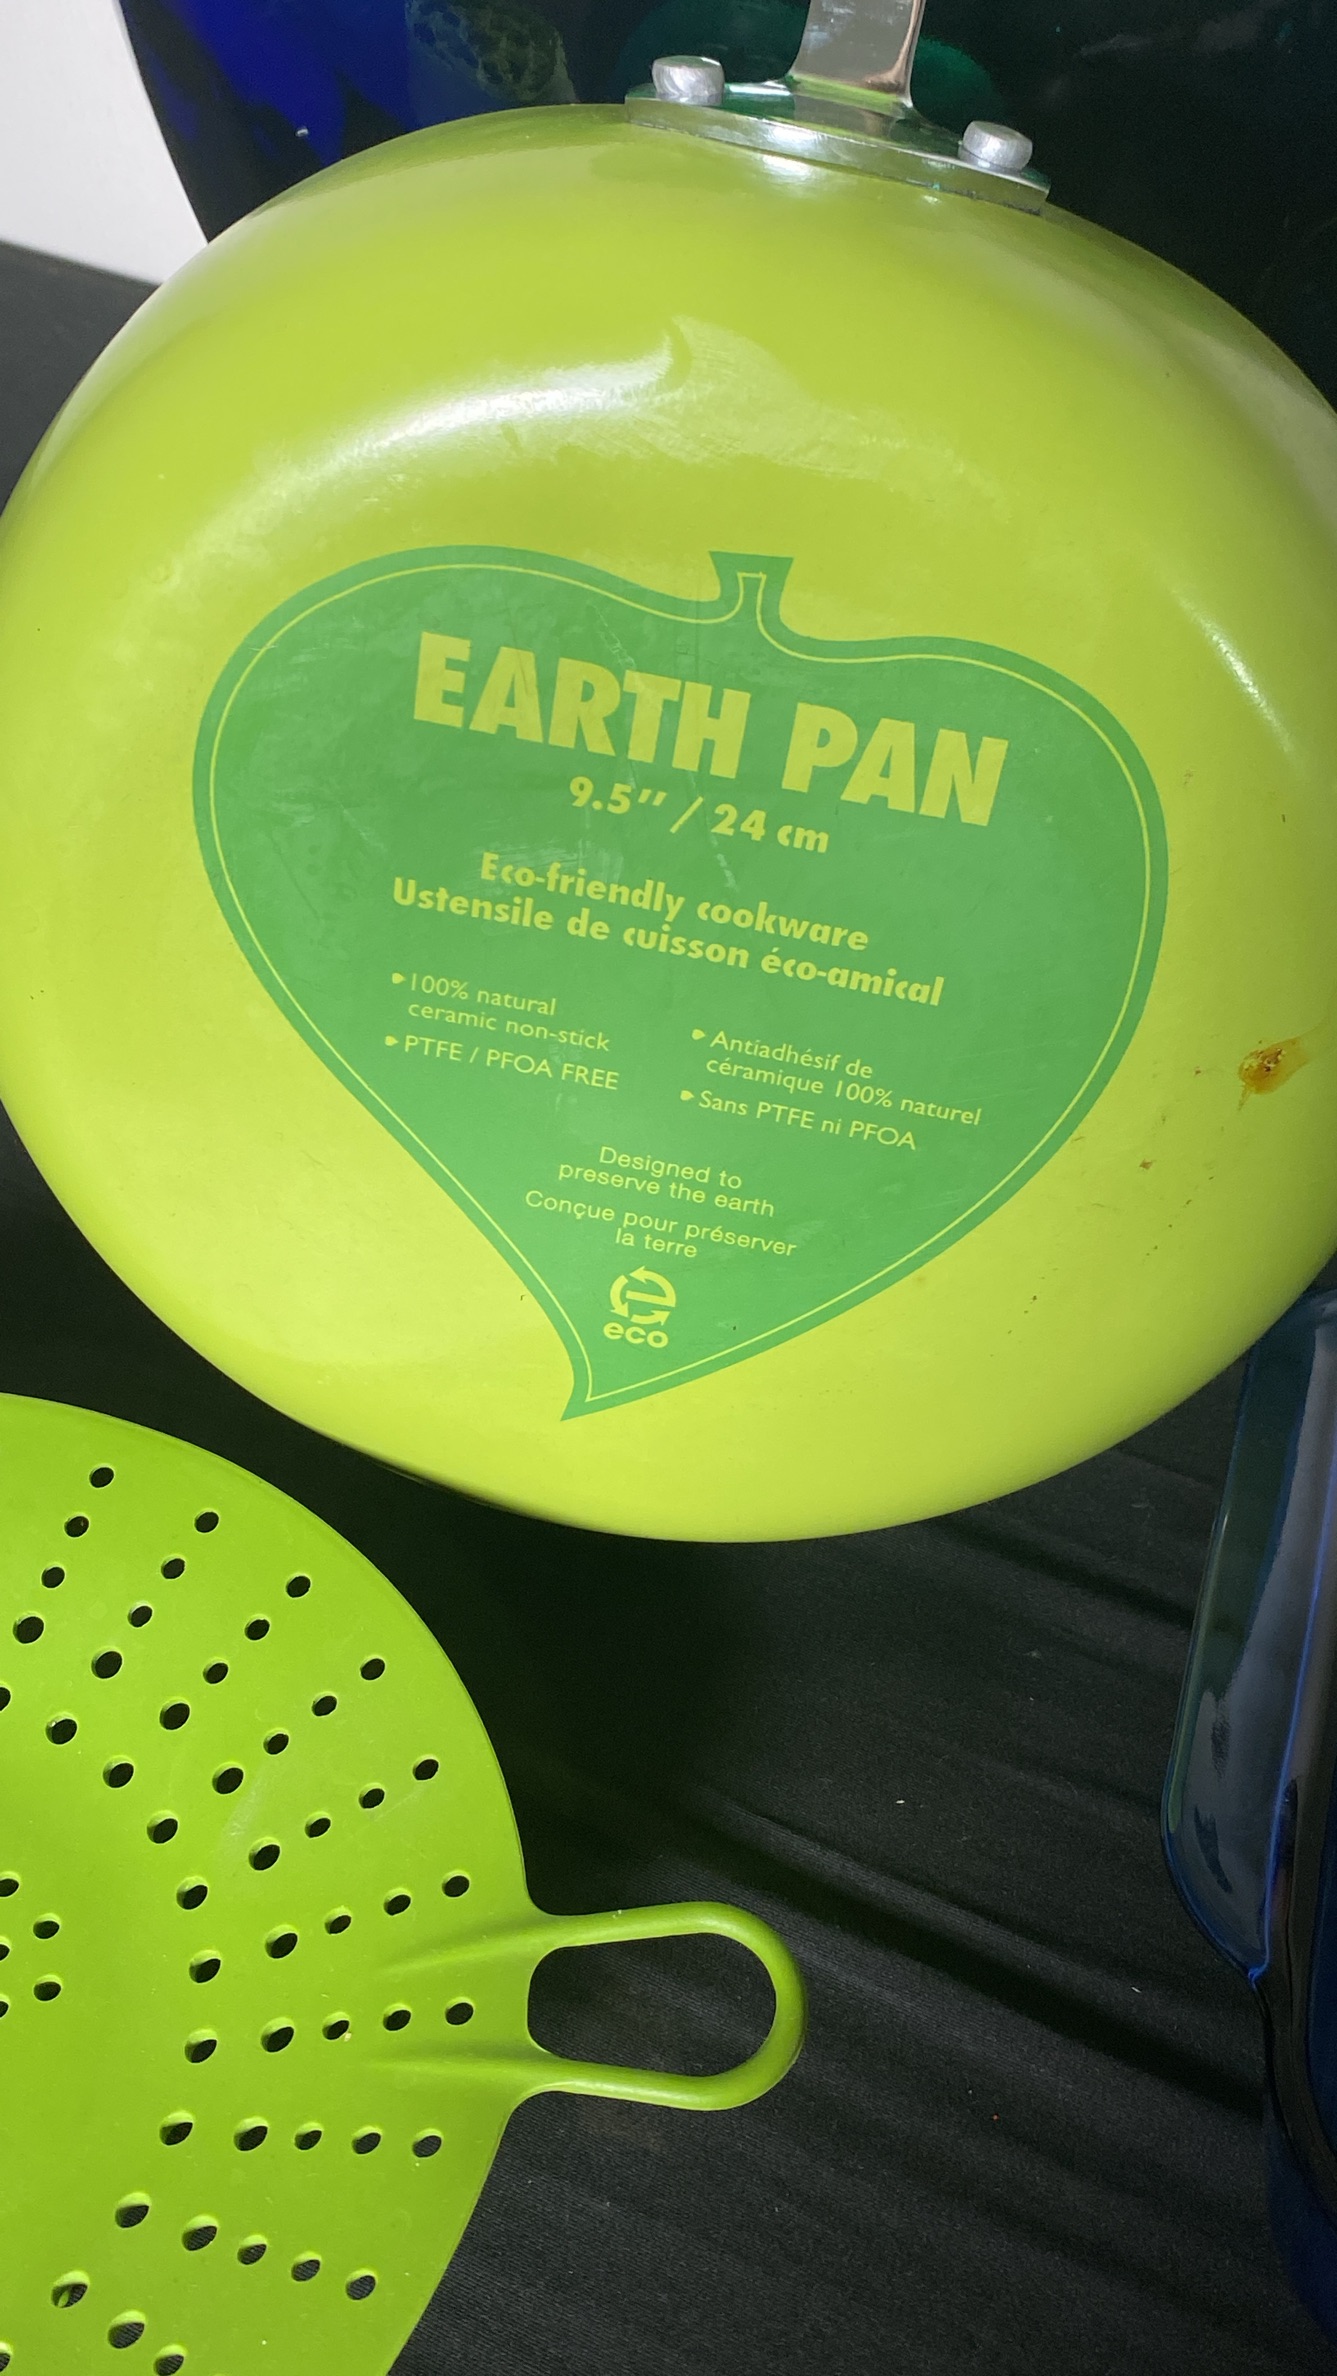 EARTH PAN
9.5″ / 24 cm
Eco-friendly cookware
Ustensile de cuisson éco-amical
100% natural
ceramic non-stick
PTFE / PFOA FREE
Antiadhésif de
céramique 100% naturel
Sans PTFE ni PFOA
Designed to
preserve the earth
Conçue pour préserver
la terre
eco